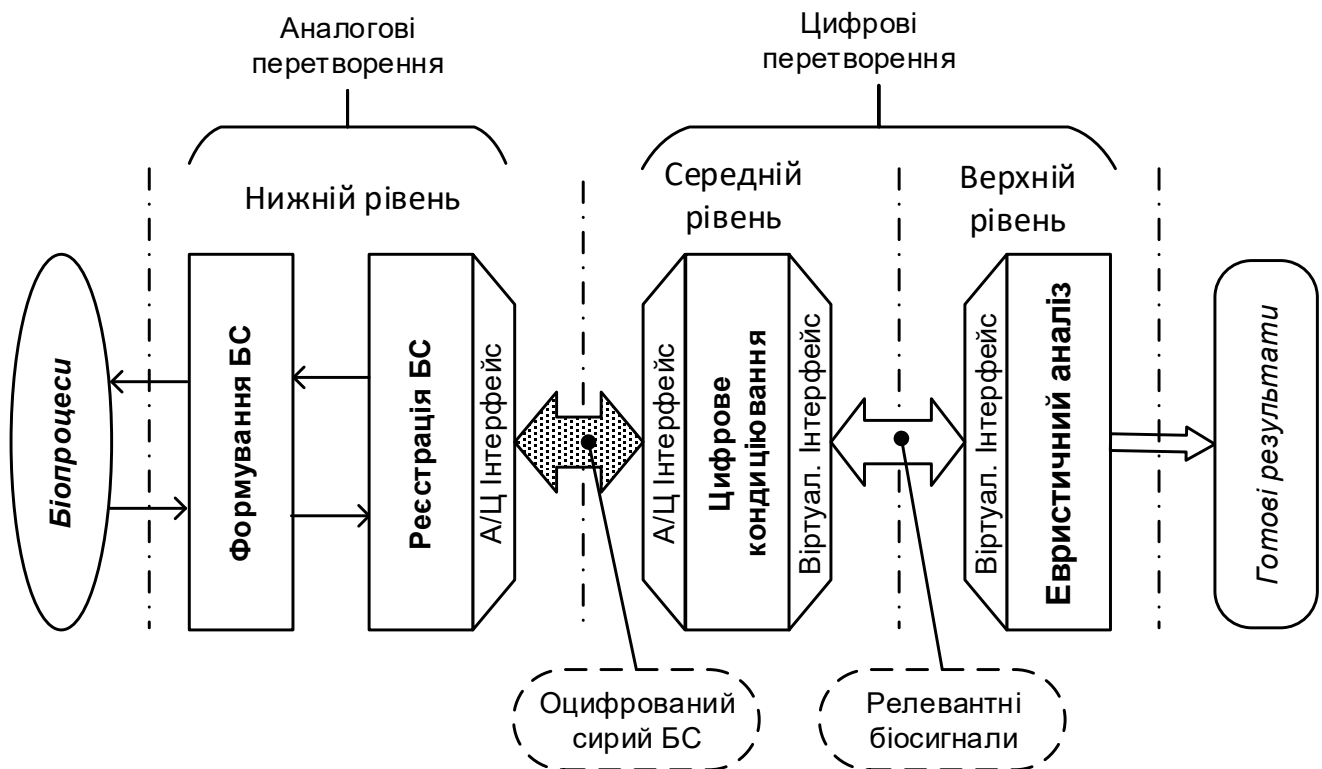 Аналогові
перетворення
Цифрові
перетворення
Нижній рівень
Середній
рівень
Верхній
рівень
Біопроцеси
Формування БС
Реєстрація БС
А/Ц Інтерфейс
А/Ц Інтерфейс
Цифрове
кондиціювання
Віртуал. Інтерфейс
Віртуал. Інтерфейс
Евристичний аналіз
Готові результати
Оцифрований
сирий БС
Релевантні
біосигнали